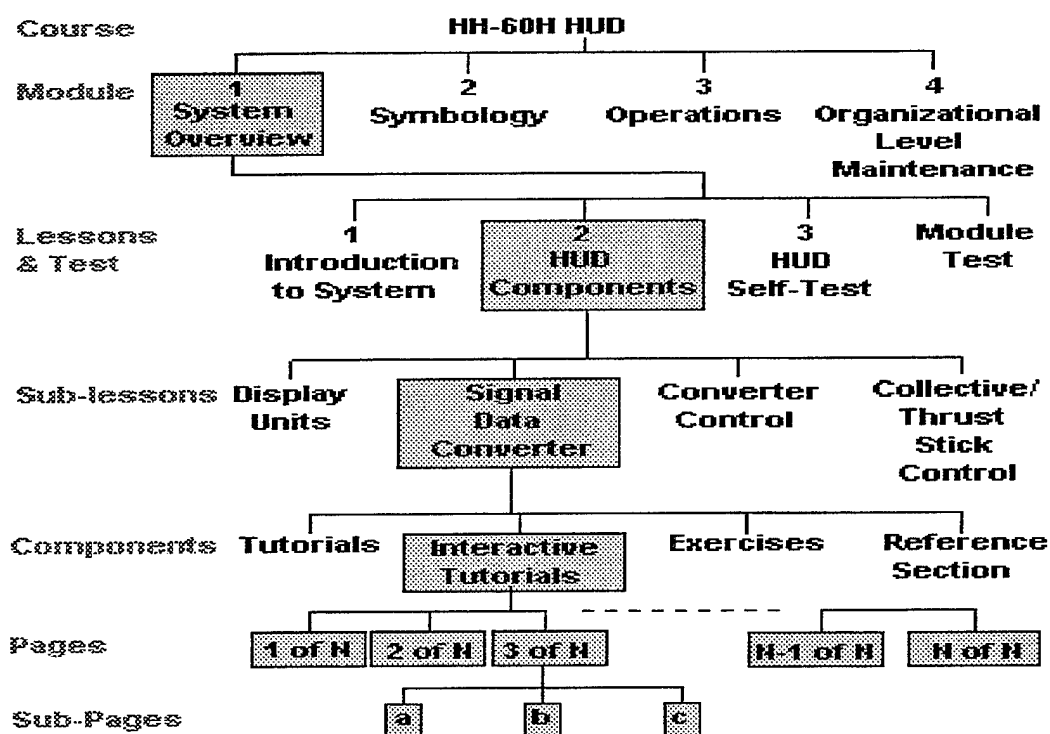 Course
HH-60H HUD
Module
1
System
Overview
2
Symbology
3
Operations
4
Organizational
Level
Maintenance
Lessons
& Test
1
Introduction
to System
2
HUD
Components
3
HUD
Self-Test
Module
Test
Sub-lessons
Display
Units
Signal
Data
Converter
Converter
Control
Collective/
Thrust
Stick
Control
Components
Tutorials
Interactive
Tutorials
Exercises
Reference
Section
Pages
1 of N
2 of N
3 of N
N-1 of N
N of N
Sub-Pages
a
b
c